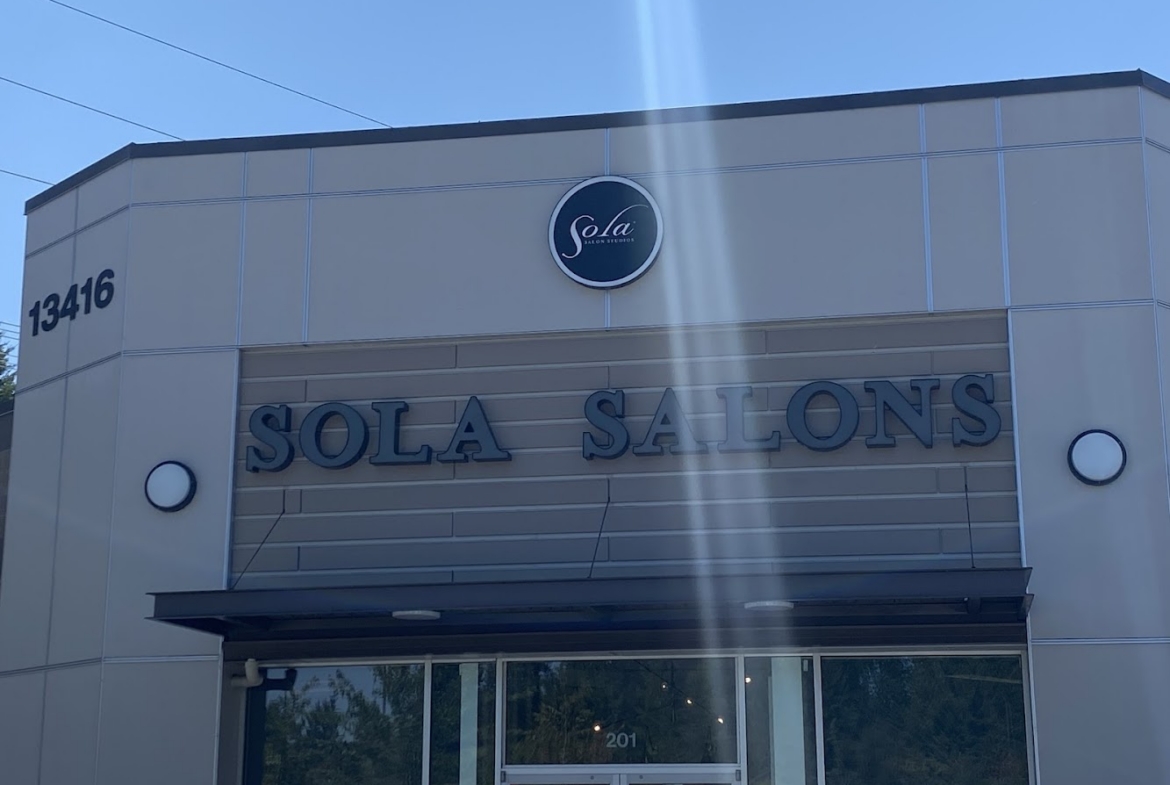 Sola
SALON STUDIOS
13416
SOLA SALONS
201